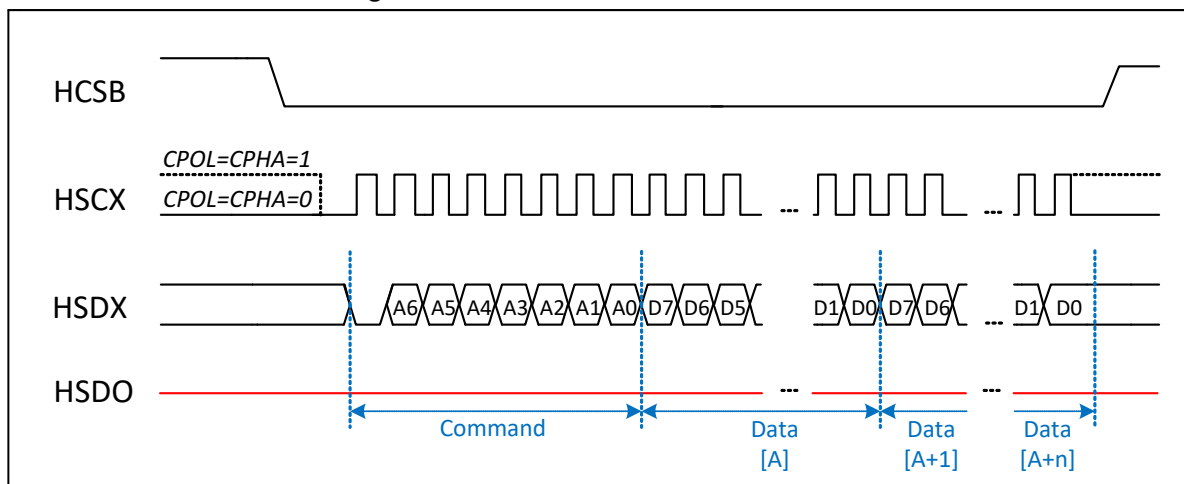 HCSB
CPOL=CPHA=1
HSCX
CPOL=CPHA=0
...
...
HSDX
A6 A5 A4 A3 A2 A1 A0 D7 D6 D5 D1 D0 D7 D6 ... D1 D0
HSDO
...
...
Command
Data
[A]
Data
[A+1]
Data
[A+n]